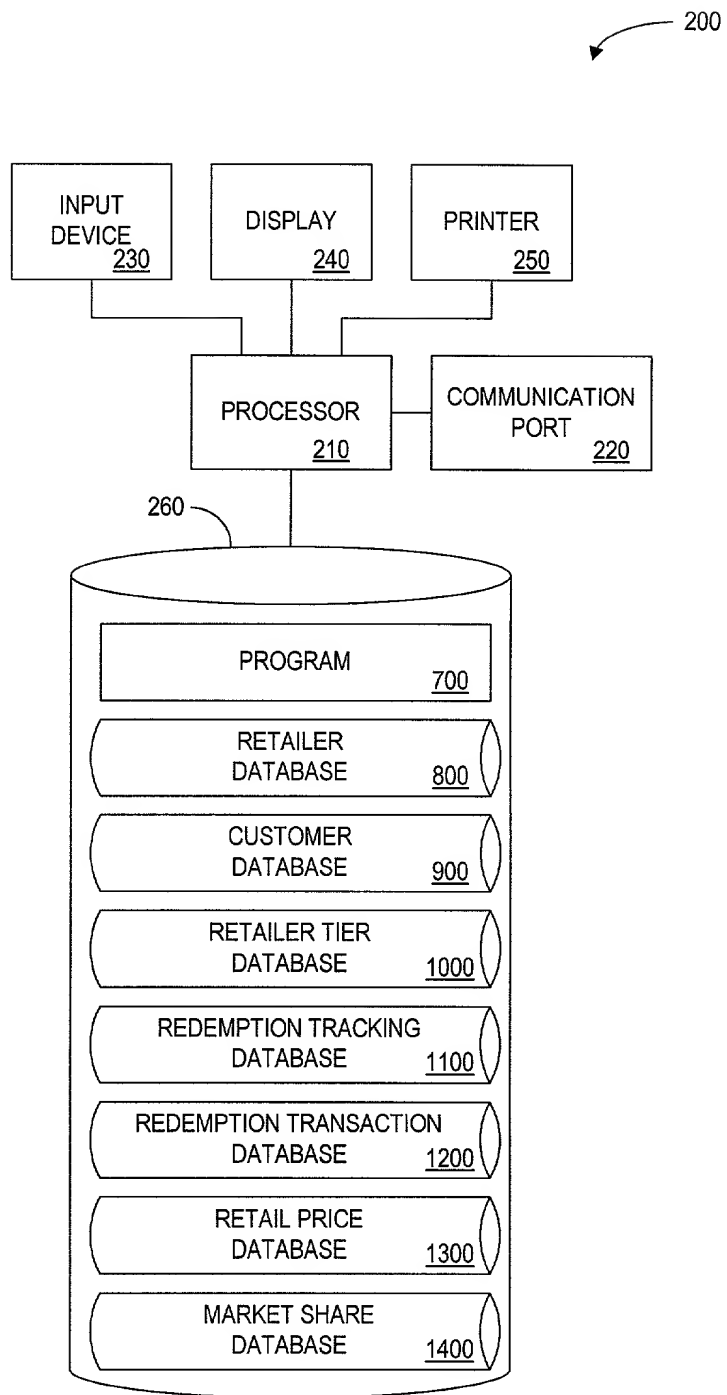 200
INPUT
DEVICE
230
DISPLAY
240
PRINTER
250
PROCESSOR
210
COMMUNICATION
PORT
220
260
PROGRAM
700
RETAILER
DATABASE
800
CUSTOMER
DATABASE
900
RETAILER TIER
DATABASE
1000
REDEMPTION TRACKING
DATABASE
1100
REDEMPTION TRANSACTION
DATABASE
1200
RETAIL PRICE
DATABASE
1300
MARKET SHARE
DATABASE
1400